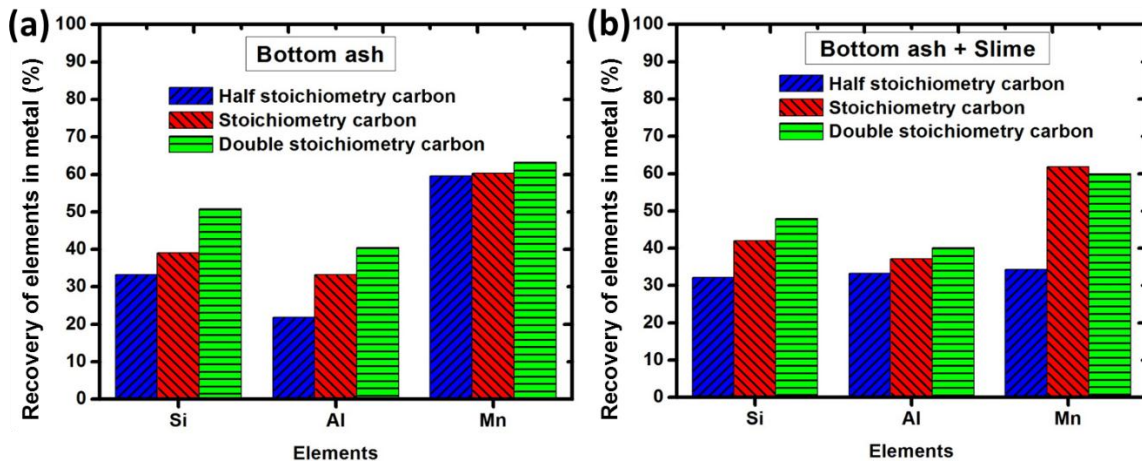 (a)
Recovery of elements in metal (%)
100
90
80
70
60
50
40
30
20
10
0
Bottom ash
Half stoichiometry carbon
Stoichiometry carbon
Double stoichiometry carbon
Si Al Mn
Elements
(b)
Recovery of elements in metal (%)
100
90
80
70
60
50
40
30
20
10
0
Bottom ash + Slime
Half stoichiometry carbon
Stoichiometry carbon
Double stoichiometry carbon
Si Al Mn
Elements